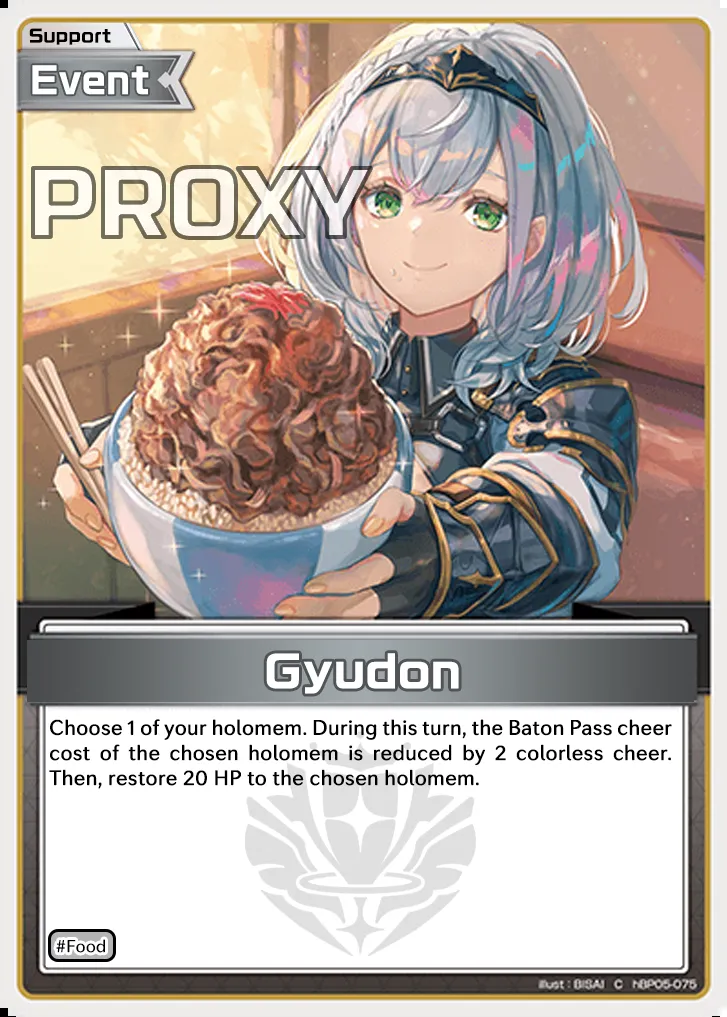 Support
Event
PROXY
Gyudon
Choose 1 of your holomem. During this turn, the Baton Pass cheer
cost of the chosen holomem is reduced by 2 colorless cheer.
Then, restore 20 HP to the chosen holomem.
#Food
illust : BISAI C hBP05-075